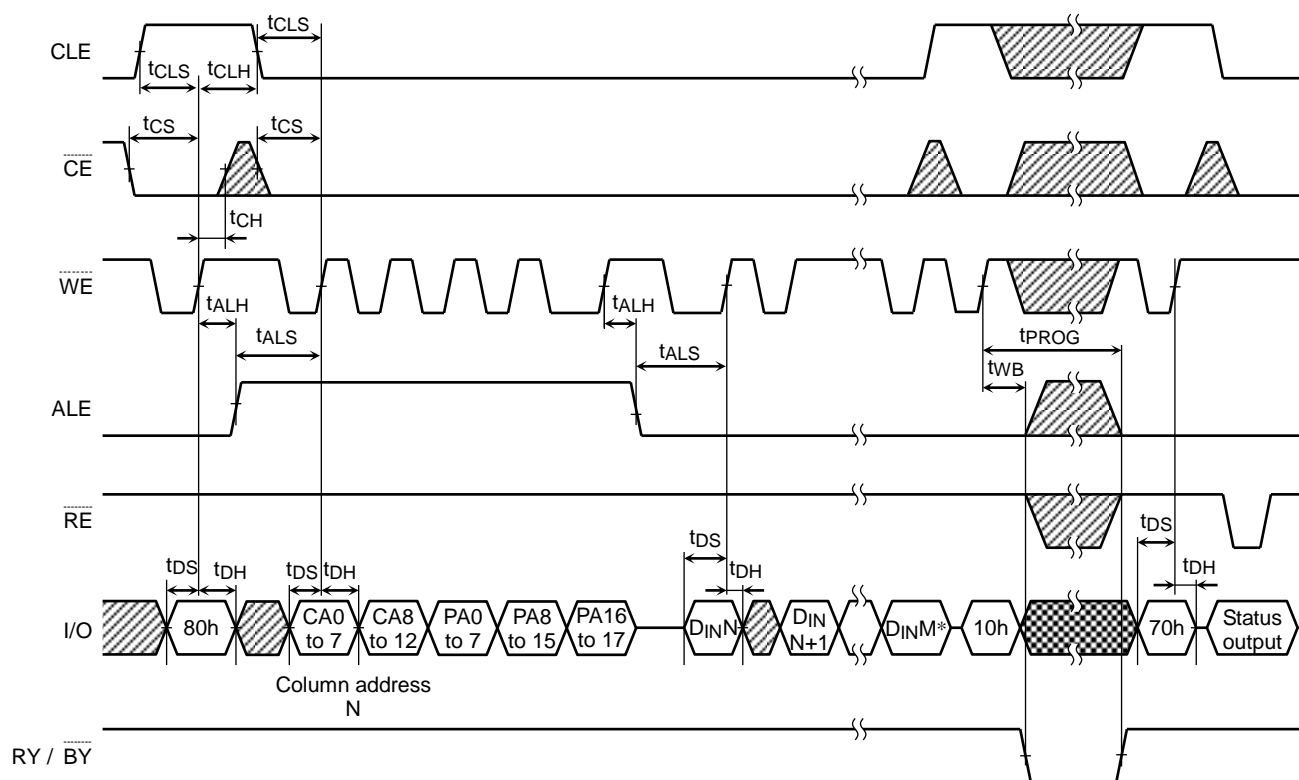 tCLS
CLE
tCLS tCLH
tCS tCS
CE
tCH
WE
tALH tALH
tALS tPROG
tALS
tWB
ALE
RE
tDS tDS
tDS tDH tDS tDH tDH tDH
I/O 80h CA0 to 7 CA8 to 12 PA0 to 7 PA8 to 15 PA16 to 17 DINN DIN N+1 DINM* 10h 70h Status output
Column address
N
RY / BY